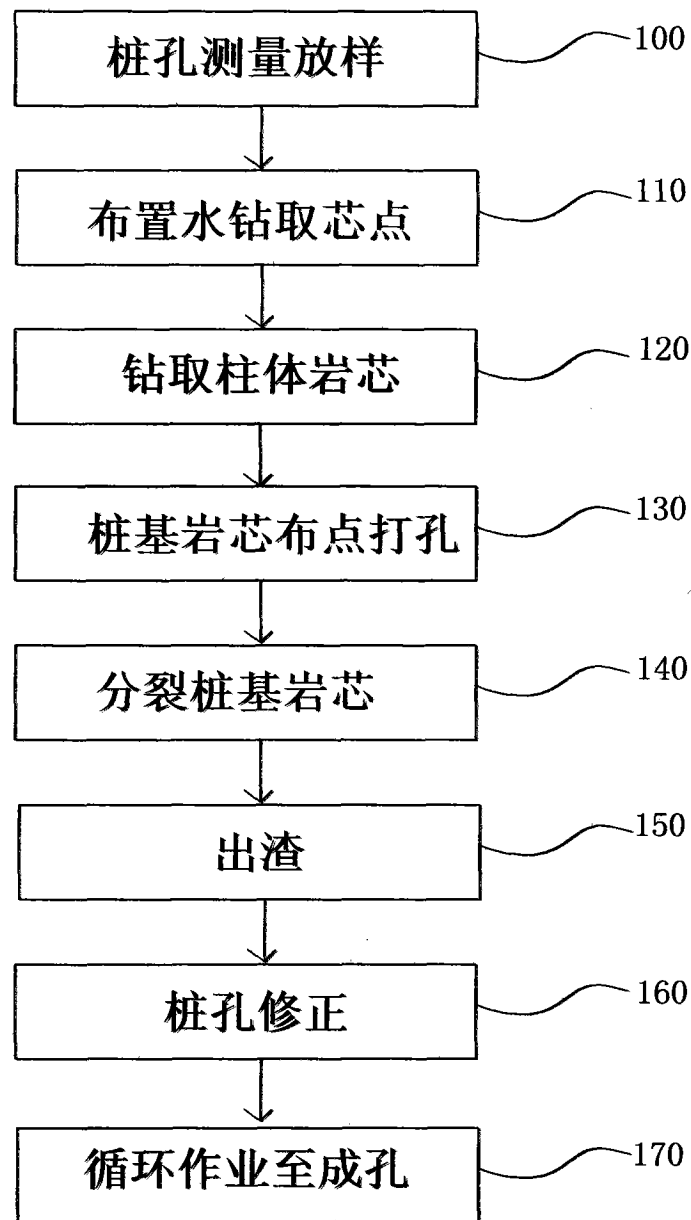 桩孔测量放样
100
布置水钻取芯点
110
钻取柱体岩芯
120
桩基岩芯布点打孔
130
分裂桩基岩芯
140
出渣
150
桩孔修正
160
循环作业至成孔
170